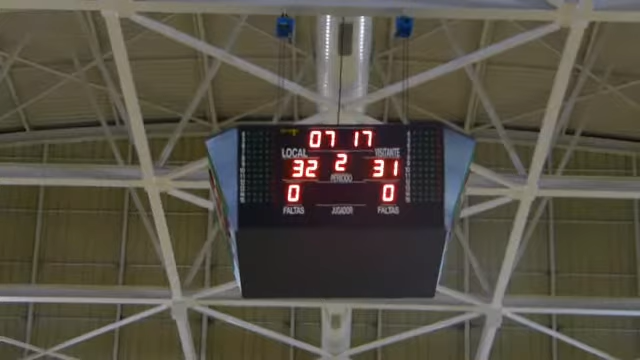 07 17
LOCAL VISITANTE
32 2 31
PERIODO
0 0
FALTAS JUGADOR FALTAS